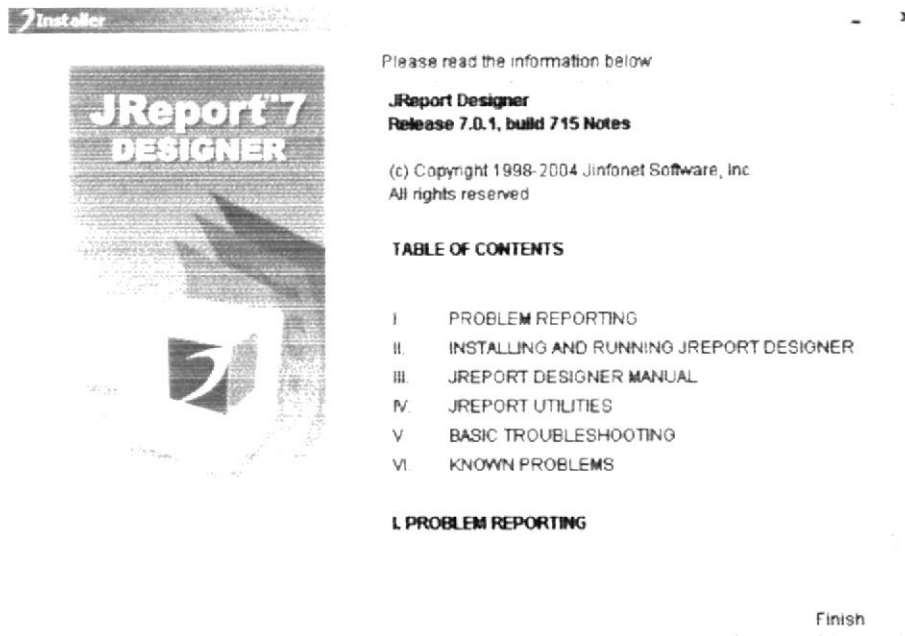 Installer
JReport™7
DESIGNER
Please read the information below
JReport Designer
Release 7.0.1, build 715 Notes
(c) Copyright 1998-2004 Jinfonet Software, Inc.
All rights reserved
TABLE OF CONTENTS
I. PROBLEM REPORTING
II. INSTALLING AND RUNNING JREPORT DESIGNER
III. JREPORT DESIGNER MANUAL
IV. JREPORT UTILITIES
V BASIC TROUBLESHOOTING
VI. KNOWN PROBLEMS
I. PROBLEM REPORTING
Finish